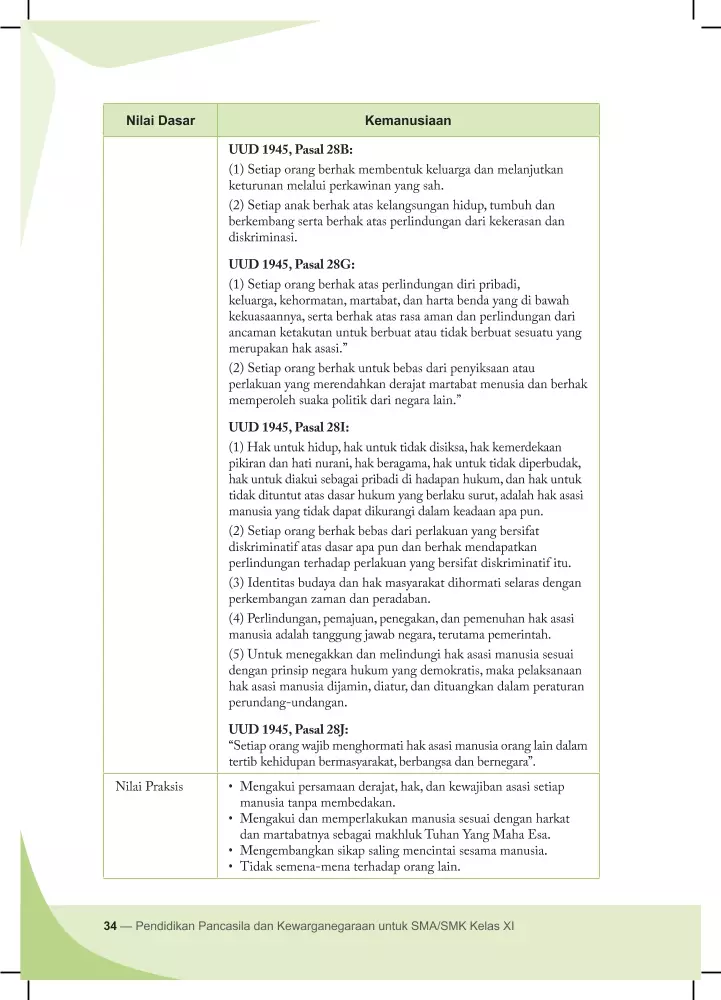 Nilai Dasar
Kemanusiaan
UUD 1945, Pasal 28B:
(1) Setiap orang berhak membentuk keluarga dan melanjutkan
keturunan melalui perkawinan yang sah.
(2) Setiap anak berhak atas kelangsungan hidup, tumbuh dan
berkembang serta berhak atas perlindungan dari kekerasan dan
diskriminasi.
UUD 1945, Pasal 28G:
(1) Setiap orang berhak atas perlindungan diri pribadi,
keluarga, kehormatan, martabat, dan harta benda yang di bawah
kekuasaannya, serta berhak atas rasa aman dan perlindungan dari
ancaman ketakutan untuk berbuat atau tidak berbuat sesuatu yang
merupakan hak asasi.”
(2) Setiap orang berhak untuk bebas dari penyiksaan atau
perlakuan yang merendahkan derajat martabat menusia dan berhak
memperoleh suaka politik dari negara lain.”
UUD 1945, Pasal 28I:
(1) Hak untuk hidup, hak untuk tidak disiksa, hak kemerdekaan
pikiran dan hati nurani, hak beragama, hak untuk tidak diperbudak,
hak untuk diakui sebagai pribadi di hadapan hukum, dan hak untuk
tidak dituntut atas dasar hukum yang berlaku surut, adalah hak asasi
manusia yang tidak dapat dikurangi dalam keadaan apa pun.
(2) Setiap orang berhak bebas dari perlakuan yang bersifat
diskriminatif atas dasar apa pun dan berhak mendapatkan
perlindungan terhadap perlakuan yang bersifat diskriminatif itu.
(3) Identitas budaya dan hak masyarakat dihormati selaras dengan
perkembangan zaman dan peradaban.
(4) Perlindungan, pemajuan, penegakan, dan pemenuhan hak asasi
manusia adalah tanggung jawab negara, terutama pemerintah.
(5) Untuk menegakkan dan melindungi hak asasi manusia sesuai
dengan prinsip negara hukum yang demokratis, maka pelaksanaan
hak asasi manusia dijamin, diatur, dan dituangkan dalam peraturan
perundang-undangan.
UUD 1945, Pasal 28J:
“Setiap orang wajib menghormati hak asasi manusia orang lain dalam
tertib kehidupan bermasyarakat, berbangsa dan bernegara”.
Nilai Praksis
• Mengakui persamaan derajat, hak, dan kewajiban asasi setiap
manusia tanpa membedakan.
• Mengakui dan memperlakukan manusia sesuai dengan harkat
dan martabatnya sebagai makhluk Tuhan Yang Maha Esa.
• Mengembangkan sikap saling mencintai sesama manusia.
• Tidak semena-mena terhadap orang lain.
34 — Pendidikan Pancasila dan Kewarganegaraan untuk SMA/SMK Kelas XI